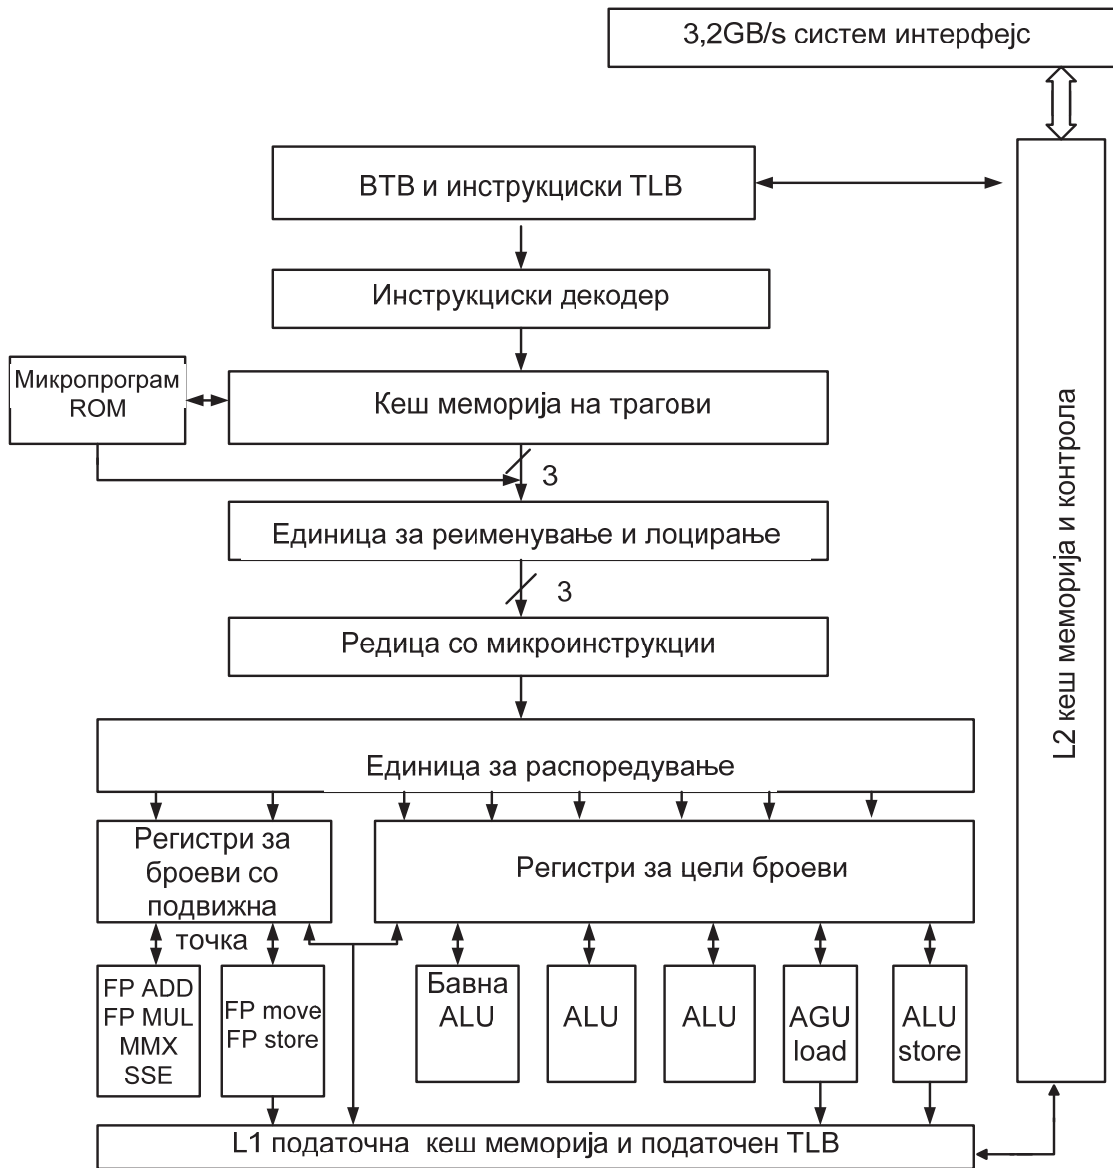 3,2GB/s систем интерфејс
BTB и инструкциски TLB
Инструкциски декодер
Микропрограм
ROM
Кеш меморија на трагови
3
Единица за реименување и лоцирање
3
Редица со микроинструкции
Единица за распоредување
Регистри за
броеви со
подвижна
точка
Регистри за цели броеви
FP ADD
FP MUL
MMX
SSE
FP move
FP store
Бавна
ALU
ALU
ALU
AGU
load
ALU
store
L1 податочна кеш меморија и податочен TLB
L2 кеш меморија и контрола